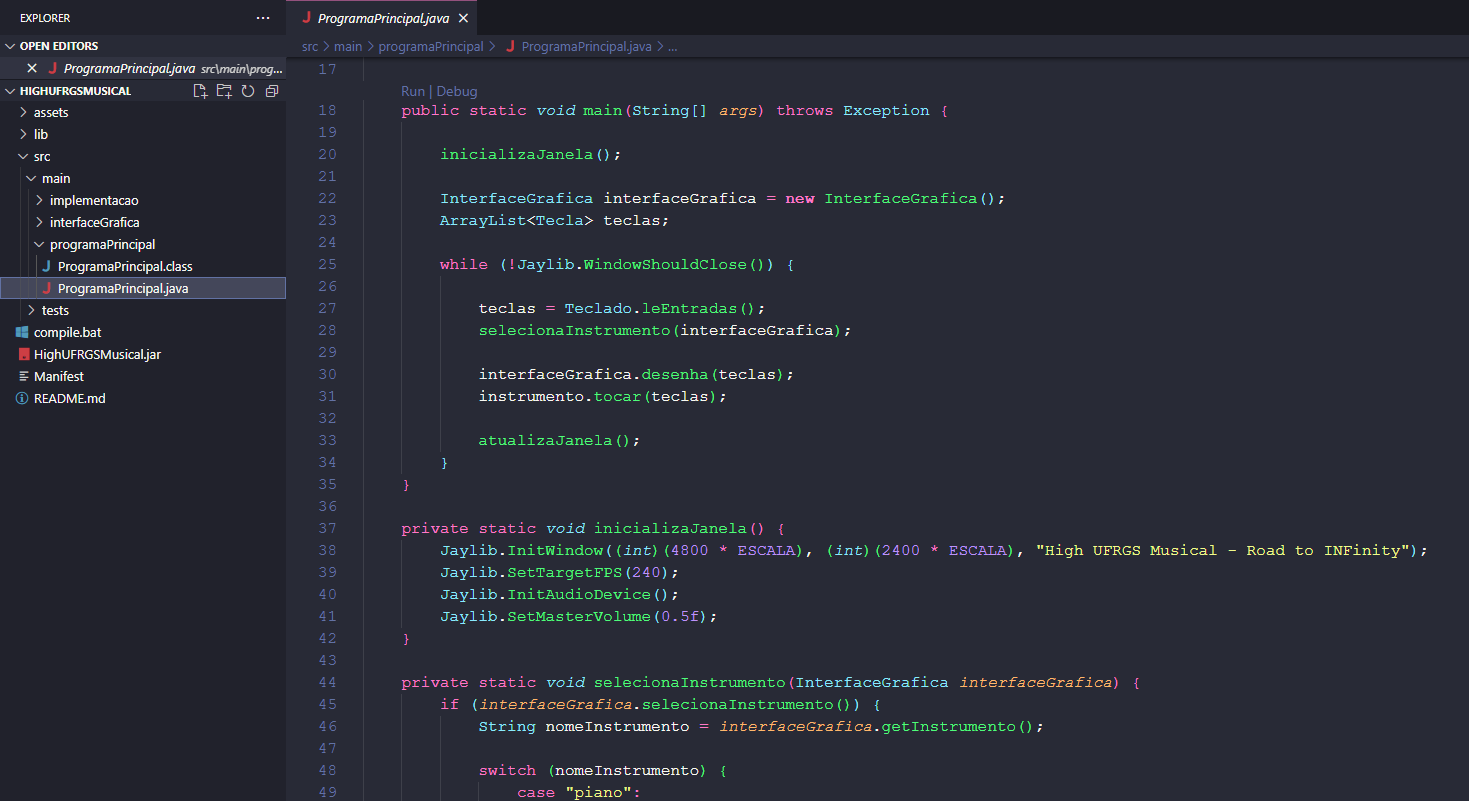 EXPLORER ···
OPEN EDITORS
ProgramaPrincipal.java src\main\prog...
HIGHUFRGSMUSICAL
assets
lib
src
main
implementacao
interfaceGrafica
programaPrincipal
ProgramaPrincipal.class
ProgramaPrincipal.java
tests
compile.bat
HighUFRGSMusical.jar
Manifest
README.md
ProgramaPrincipal.java
src > main > programaPrincipal > ProgramaPrincipal.java > ...
17
Run | Debug
18 public static void main(String[] args) throws Exception {
19
20 inicializaJanela();
21
22 InterfaceGrafica interfaceGrafica = new InterfaceGrafica();
23 ArrayList<Tecla> teclas;
24
25 while (!Jaylib.WindowShouldClose()) {
26
27 teclas = Teclado.leEntradas();
28 selecionaInstrumento(interfaceGrafica);
29
30 interfaceGrafica.desenha(teclas);
31 instrumento.tocar(teclas);
32
33 atualizaJanela();
34 }
35 }
36
37 private static void inicializaJanela() {
38 Jaylib.InitWindow((int)(4800 * ESCALA), (int)(2400 * ESCALA), "High UFRGS Musical - Road to INFinity");
39 Jaylib.SetTargetFPS(240);
40 Jaylib.InitAudioDevice();
41 Jaylib.SetMasterVolume(0.5f);
42 }
43
44 private static void selecionaInstrumento(InterfaceGrafica interfaceGrafica) {
45 if (interfaceGrafica.selecionaInstrumento()) {
46 String nomeInstrumento = interfaceGrafica.getInstrumento();
47
48 switch (nomeInstrumento) {
49 case "piano":